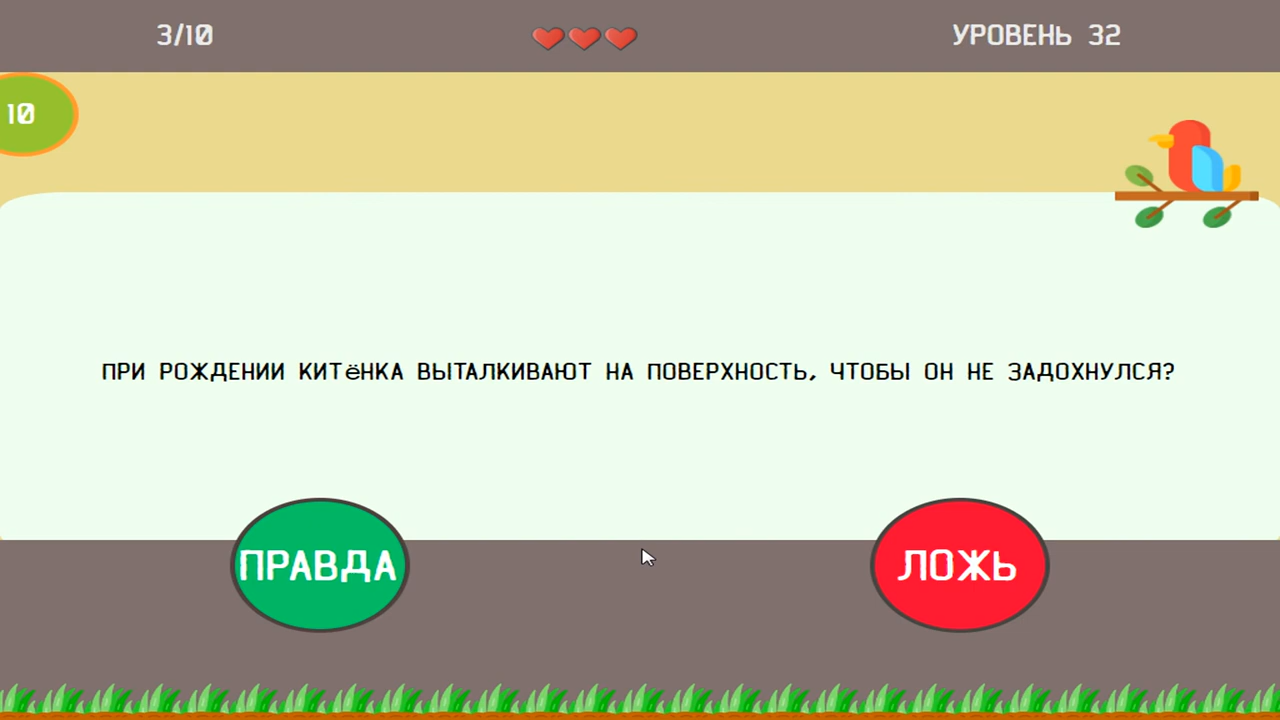 3/10
УРОВЕНЬ 32
10
ПРИ РОЖДЕНИИ КИТёНКА ВЫТАЛКИВАЮТ НА ПОВЕРХНОСТЬ, ЧТОБЫ ОН НЕ ЗАДОХНУЛСЯ?
ПРАВДА
ЛОЖЬ